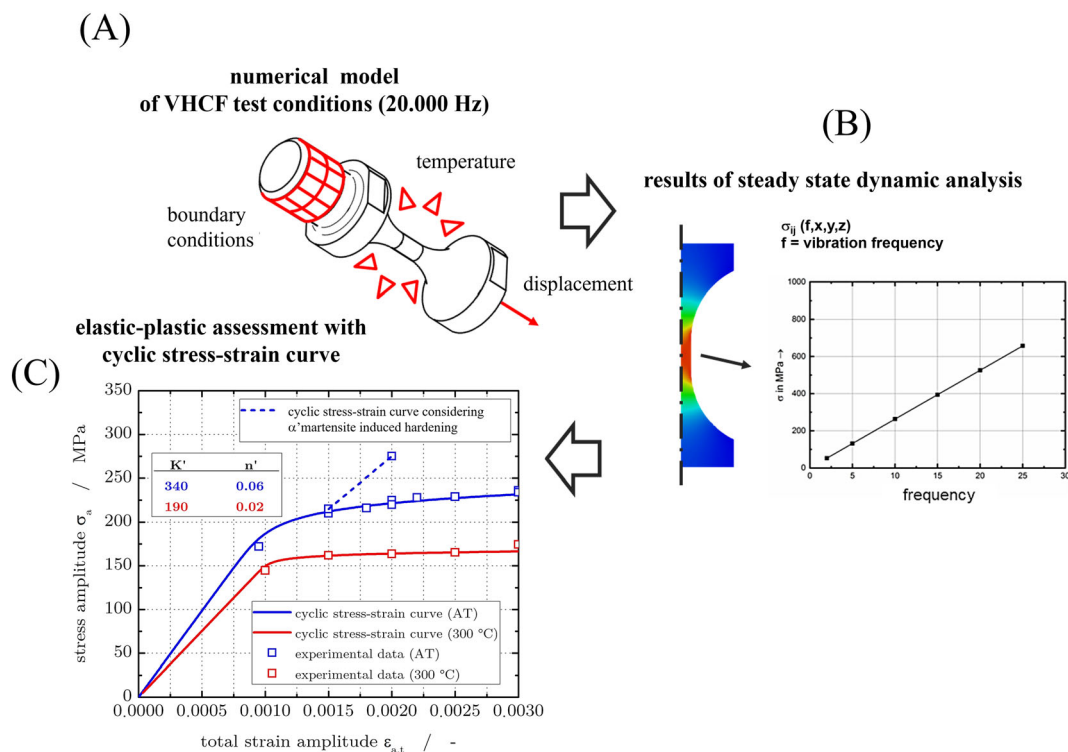 (A)
numerical model
of VHCF test conditions (20.000 Hz)
temperature
boundary
conditions
displacement
(B)
results of steady state dynamic analysis
σij (f,x,y,z)
f = vibration frequency
1000
800
600
400
200
0
σ in MPa →
0 5 10 15 20 25 30
frequency
elastic-plastic assessment with
cyclic stress-strain curve
(C)
350
300
275
250
200
150
100
50
0
stress amplitude σa / MPa
cyclic stress-strain curve considering
α'martensite induced hardening
K' n'
340 0.06
190 0.02
cyclic stress-strain curve (AT)
cyclic stress-strain curve (300 °C)
experimental data (AT)
experimental data (300 °C)
0.0000 0.0005 0.0010 0.0015 0.0020 0.0025 0.0030
total strain amplitude εa,t / -